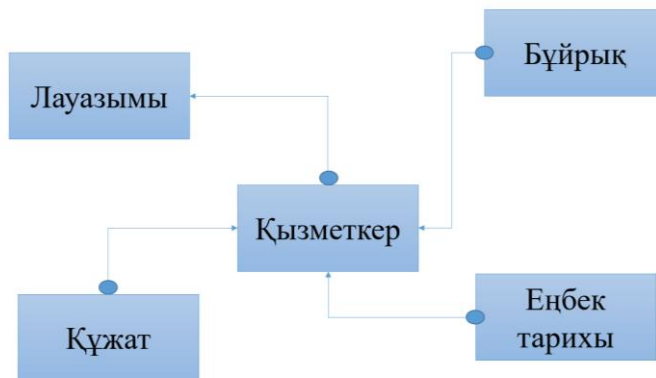 Бұйрық
Лауазымы
Қызметкер
Құжат
Еңбек
тарихы